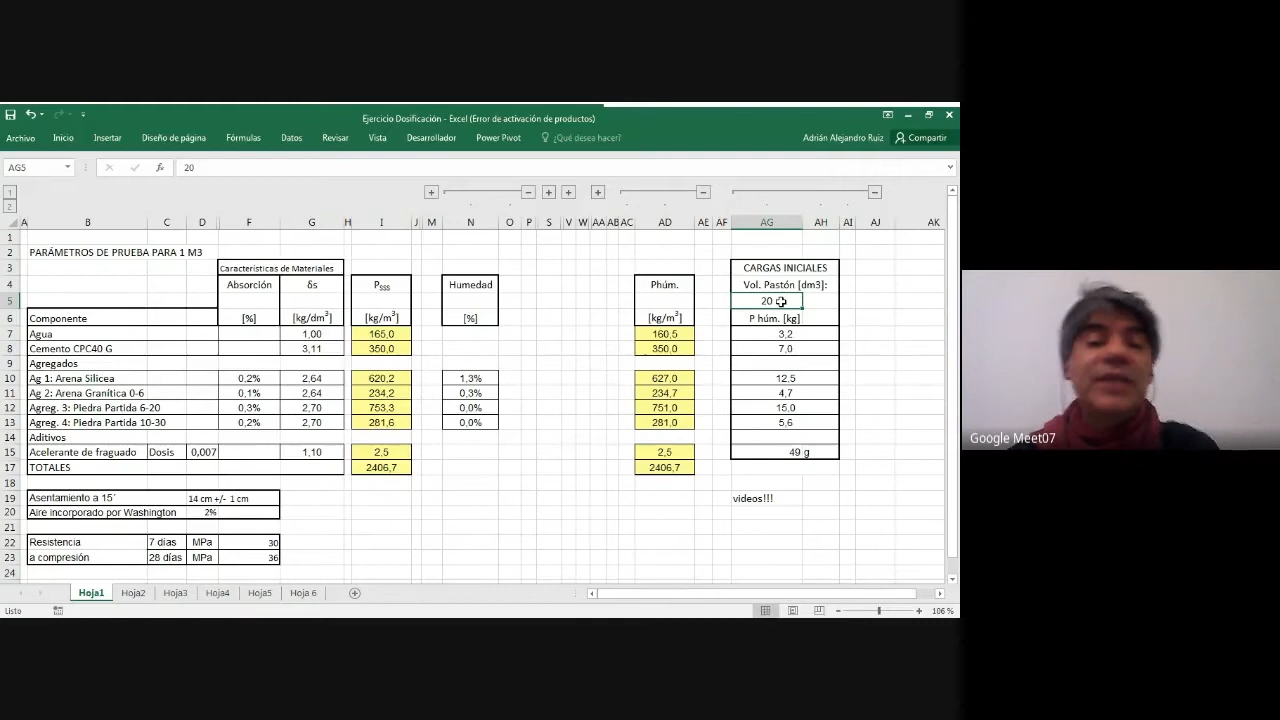 Ejercicio Dosificación - Excel (Error de activación de productos)
Archivo Inicio Insertar Diseño de página Fórmulas Datos Revisar Vista Desarrollador Power Pivot ¿Qué desea hacer? Adrián Alejandro Ruiz Compartir
AG5 fx 20
1
2
A B C D F G H I J M N O P S V W AA AB AC AD AE AF AG AH AI AJ AK
1
2 PARÁMETROS DE PRUEBA PARA 1 M3
3 Características de Materiales CARGAS INICIALES
4 Absorción δs PSSS Humedad Phúm. Vol. Pastón [dm3]:
5 20
6 Componente [%] [kg/dm3] [kg/m3] [%] [kg/m3] P húm. [kg]
7 Agua 1,00 165,0 160,5 3,2
8 Cemento CPC40 G 3,11 350,0 350,0 7,0
9 Agregados
10 Ag 1: Arena Silicea 0,2% 2,64 620,2 1,3% 627,0 12,5
11 Ag 2: Arena Granítica 0-6 0,1% 2,64 234,2 0,3% 234,7 4,7
12 Agreg. 3: Piedra Partida 6-20 0,3% 2,70 753,3 0,0% 751,0 15,0
13 Agreg. 4: Piedra Partida 10-30 0,2% 2,70 281,6 0,0% 281,0 5,6
14 Aditivos
15 Acelerante de fraguado Dosis 0,007 1,10 2,5 2,5 49 g
17 TOTALES 2406,7 2406,7
18
19 Asentamiento a 15´ 14 cm +/- 1 cm videos!!!
20 Aire incorporado por Washington 2%
21
22 Resistencia 7 días MPa 30
23 a compresión 28 días MPa 36
24
Hoja1 Hoja2 Hoja3 Hoja4 Hoja5 Hoja 6
Listo 106 %
Google Meet07